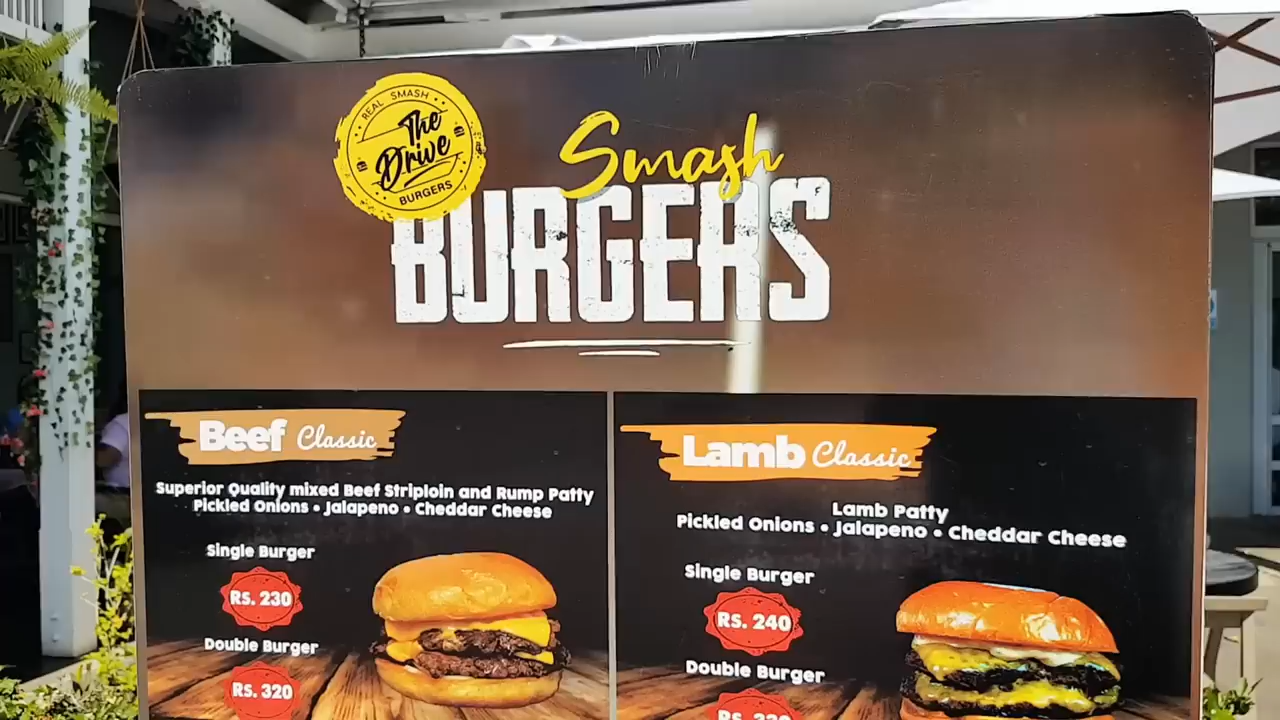 REAL SMASH
The
Drive
BURGERS
Smash
BURGERS
Beef Classic
Superior Quality mixed Beef Striploin and Rump Patty
Pickled Onions • Jalapeno • Cheddar Cheese
Single Burger
RS. 230
Double Burger
RS. 320
Lamb Classic
Lamb Patty
Pickled Onions • Jalapeno • Cheddar Cheese
Single Burger
RS. 240
Double Burger
RS.